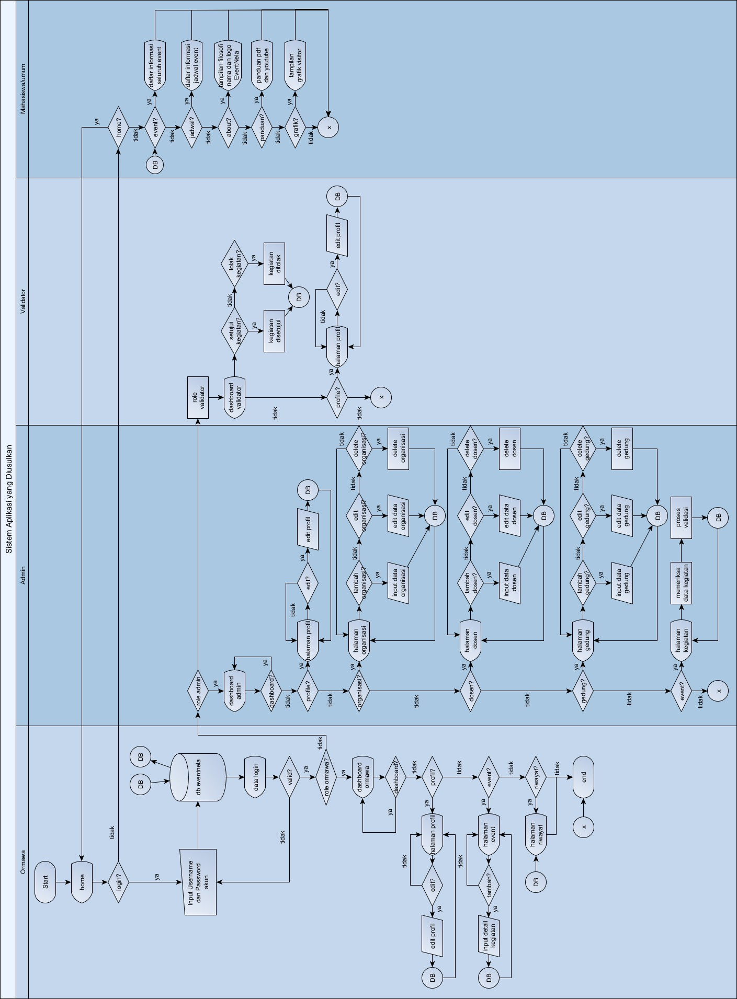 Sistem Aplikasi yang Diusulkan
Ormawa
Start
home
login?
ya
tidak
Input Username
dan Password
akun
DB
DB
db eventnela
data login
valid?
tidak
ya
role ormawa?
tidak
ya
dashboard
ormawa
dashboard?
ya
tidak
profil?
ya
tidak
halaman profil
tidak
edit?
ya
edit profil
DB
event?
ya
tidak
halaman
event
tidak
tambah?
ya
input detail
kegiatan
DB
riwayat?
ya
tidak
halaman
riwayat
DB
end
x
Admin
role admin
ya
dashboard
admin
dashboard?
ya
tidak
profile?
ya
tidak
halaman profil
tidak
edit?
ya
edit profil
DB
organisasi?
ya
tidak
halaman
organisasi
tambah
organisasi?
tidak
ya
input data
organisasi
edit
organisasi?
tidak
ya
edit data
organisasi
delete
organisasi?
tidak
ya
delete
organisasi
DB
dosen?
ya
tidak
halaman
dosen
tambah
dosen?
tidak
ya
input data
dosen
edit
dosen?
tidak
ya
edit data
dosen
delete
dosen?
tidak
ya
delete
dosen
DB
gedung?
ya
tidak
halaman
gedung
tambah
gedung?
tidak
ya
input data
gedung
edit
gedung?
tidak
ya
edit data
gedung
delete
gedung?
tidak
ya
delete
gedung
DB
event?
ya
tidak
halaman
kegiatan
memeriksa
data kegiatan
proses
validasi
DB
x
Validator
role
validator
dashboard
validator
tidak
setujui
kegiatan?
tidak
ya
kegiatan
disetujui
tolak
kegiatan?
ya
kegiatan
ditolak
DB
profile?
ya
tidak
halaman profil
tidak
edit?
ya
edit profil
DB
x
Mahasiswa/umum
home?
ya
tidak
DB
event?
ya
tidak
daftar informasi
seluruh event
jadwal?
ya
tidak
daftar informasi
jadwal event
about?
ya
tidak
tampilan filosofi
nama dan logo
EventNela
panduan?
ya
tidak
panduan pdf
dan youtube
grafik?
ya
tidak
tampilan
grafik visitor
x